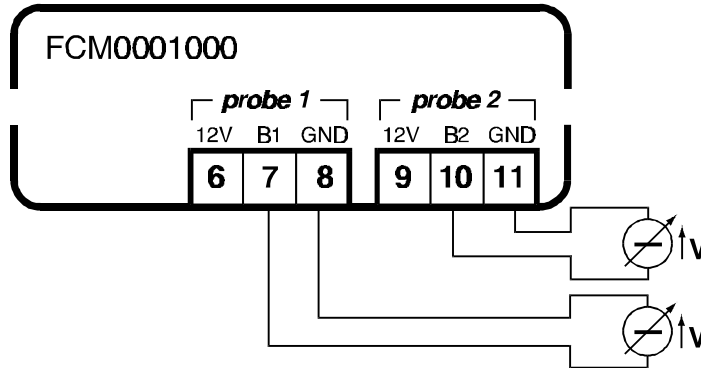 FCM0001000
probe 1 probe 2
12V B1 GND 12V B2 GND
6 7 8 9 10 11
V
V